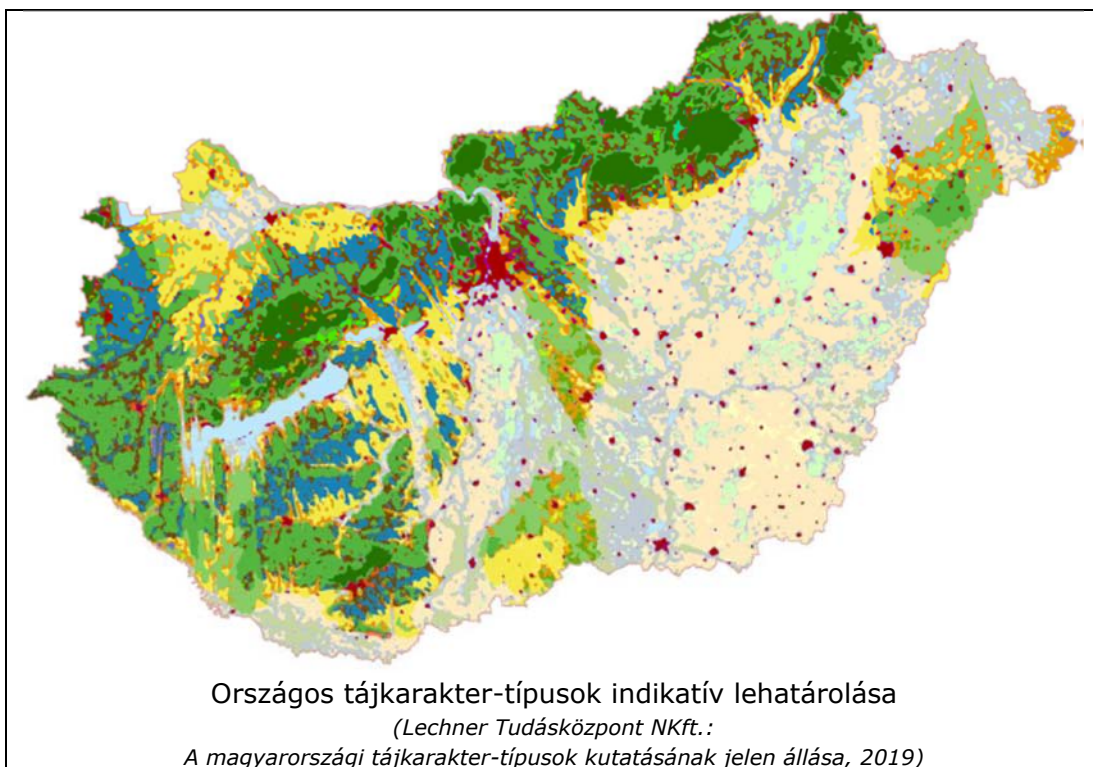 Országos tájkarakter-típusok indikatív lehatárolása
(Lechner Tudásközpont NKft.:
A magyarországi tájkarakter-típusok kutatásának jelen állása, 2019)